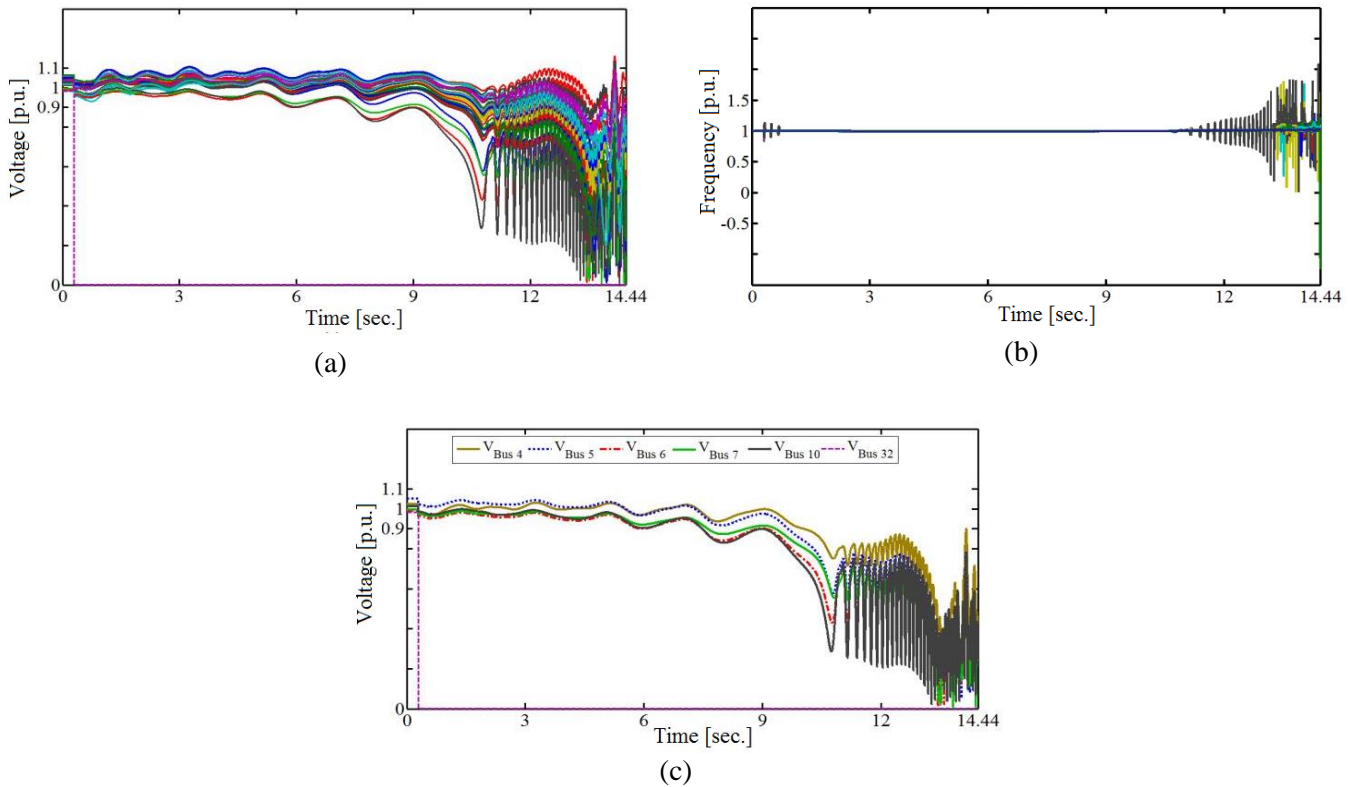 Voltage [p.u.]
1.1
1
0.9
0
0 3 6 9 12 14.44
Time [sec.]
(a)
Frequency [p.u.]
1.5
1
0.5
0
-0.5
0 3 6 9 12 14.44
Time [sec.]
(b)
V Bus 4 V Bus 5 V Bus 6 V Bus 7 V Bus 10 V Bus 32
Voltage [p.u.]
1.1
1
0.9
0
0 3 6 9 12 14.44
Time [sec.]
(c)